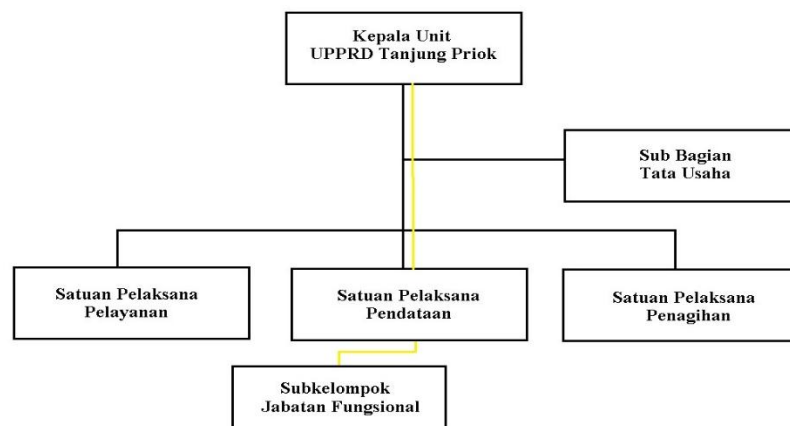 Kepala Unit
UPPRD Tanjung Priok
Sub Bagian
Tata Usaha
Satuan Pelaksana
Pelayanan
Satuan Pelaksana
Pendataan
Satuan Pelaksana
Penagihan
Subkelompok
Jabatan Fungsional